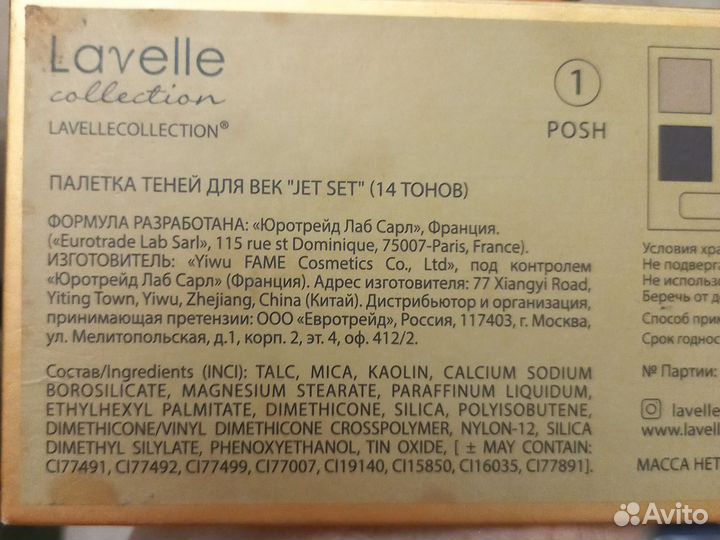 Lavelle
collection
LAVELLECOLLECTION®
1
POSH
ПАЛЕТКА ТЕНЕЙ ДЛЯ ВЕК "JET SET" (14 ТОНОВ)
ФОРМУЛА РАЗРАБОТАНА: «Юротрейд Лаб Сарл», Франция.
(«Eurotrade Lab Sarl», 115 rue st Dominique, 75007-Paris, France).
ИЗГОТОВИТЕЛЬ: «Yiwu FAME Cosmetics Co., Ltd», под контролем
«Юротрейд Лаб Сарл» (Франция). Адрес изготовителя: 77 Xiangyi Road,
Yiting Town, Yiwu, Zhejiang, China (Китай). Дистрибьютор и организация,
принимающая претензии: ООО «Евротрейд», Россия, 117403, г. Москва,
ул. Мелитопольская, д.1, корп. 2, эт. 4, оф. 412/2.
Состав/Ingredients (INCI): TALC, MICA, KAOLIN, CALCIUM SODIUM
BOROSILICATE, MAGNESIUM STEARATE, PARAFFINUM LIQUIDUM,
ETHYLHEXYL PALMITATE, DIMETHICONE, SILICA, POLYISOBUTENE,
DIMETHICONE/VINYL DIMETHICONE CROSSPOLYMER, NYLON-12, SILICA
DIMETHYL SILYLATE, PHENOXYETHANOL, TIN OXIDE, [ ± MAY CONTAIN:
CI77491, CI77492, CI77499, CI77007, CI19140, CI15850, CI16035, CI77891].
Условия хра
Не подверга
Не использо
Беречь от д
Способ прим
Срок годнос
№ Партии:
lavelle
www.lavel
МАССА НЕТ
Avito